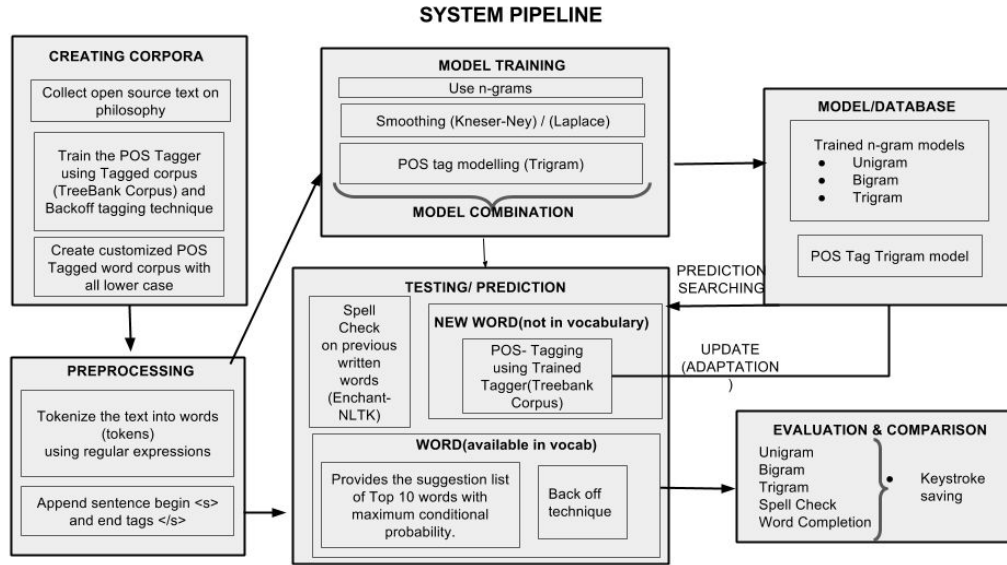 SYSTEM PIPELINE
CREATING CORPORA
Collect open source text on
philosophy
Train the POS Tagger
using Tagged corpus
(TreeBank Corpus) and
Backoff tagging technique
Create customized POS
Tagged word corpus with
all lower case
PREPROCESSING
Tokenize the text into words
(tokens)
using regular expressions
Append sentence begin <s>
and end tags </s>
MODEL TRAINING
Use n-grams
Smoothing (Kneser-Ney) / (Laplace)
POS tag modelling (Trigram)
MODEL COMBINATION
MODEL/DATABASE
Trained n-gram models
● Unigram
● Bigram
● Trigram
POS Tag Trigram model
PREDICTION
SEARCHING
TESTING/ PREDICTION
Spell
Check
on previous
written
words
(Enchant-
NLTK)
NEW WORD(not in vocabulary)
POS- Tagging
using Trained
Tagger(Treebank
Corpus)
UPDATE
(ADAPTATION
)
WORD(available in vocab)
Provides the suggestion list
of Top 10 words with
maximum conditional
probability.
Back off
technique
EVALUATION & COMPARISON
Unigram
Bigram
Trigram
Spell Check
Word Completion
● Keystroke
saving